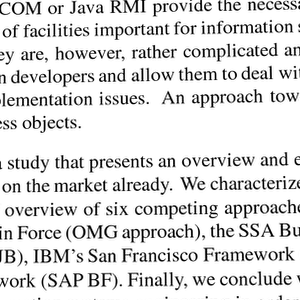 COM or Java RMI provide the necessa
of facilities important for information s
ey are, however, rather complicated an
n developers and allow them to deal wit
plementation issues. An approach tow
ess objects.
a study that presents an overview and e
on the market already. We characterize
overview of six competing approache
in Force (OMG approach), the SSA Bu
JB), IBM's San Francisco Framework
work (SAP BF). Finally, we conclude w